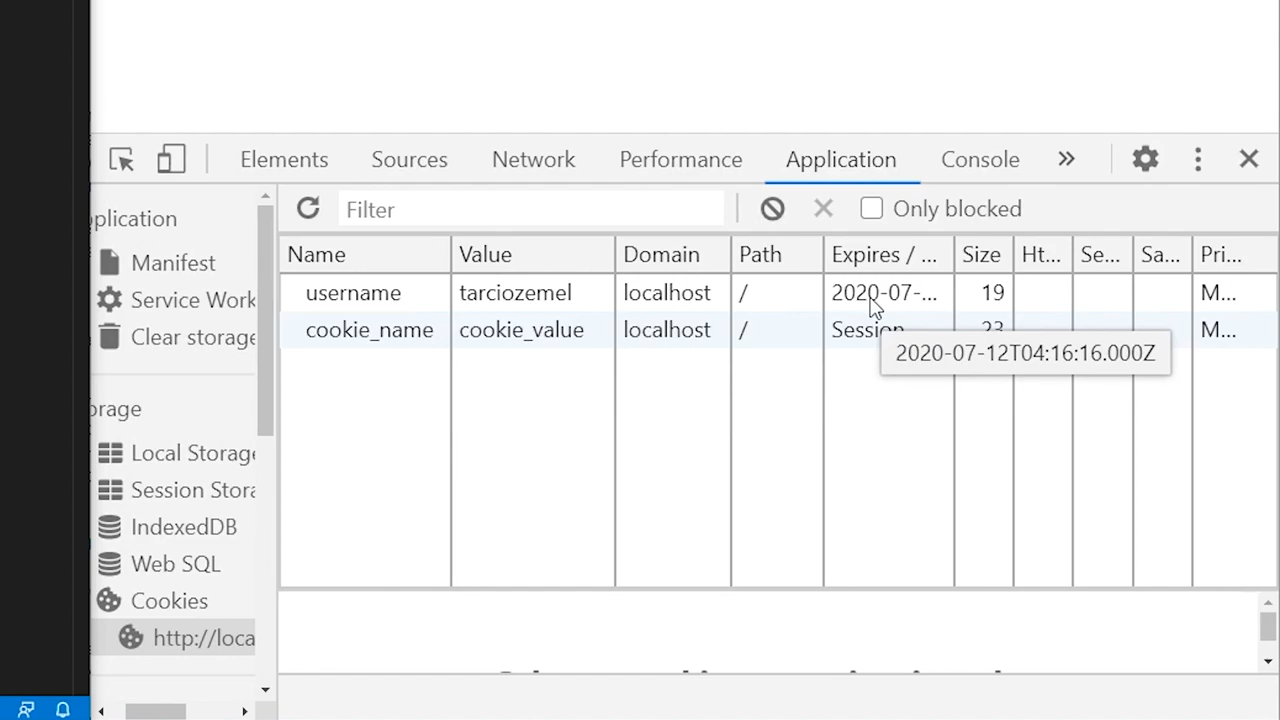 Elements Sources Network Performance Application Console
pplication
Manifest
Service Work
Clear storage
orage
Local Storage
Session Stora
IndexedDB
Web SQL
Cookies
http://loca
Filter Only blocked
Name Value Domain Path Expires / ... Size Ht... Se... Sa... Pri...
username tarciozemel localhost / 2020-07-... 19 M...
cookie_name cookie_value localhost / Session 23 M...
2020-07-12T04:16:16.000Z